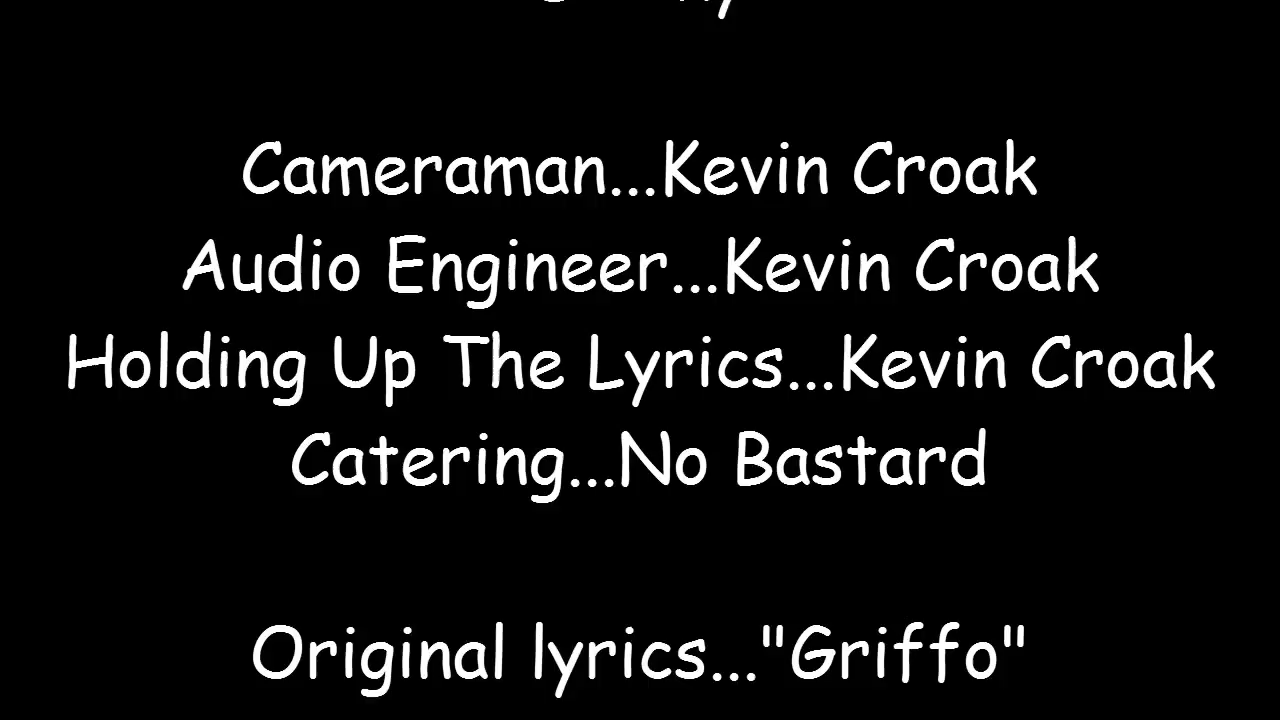 Cameraman...Kevin Croak
Audio Engineer...Kevin Croak
Holding Up The Lyrics...Kevin Croak
Catering...No Bastard
Original lyrics..."Griffo"